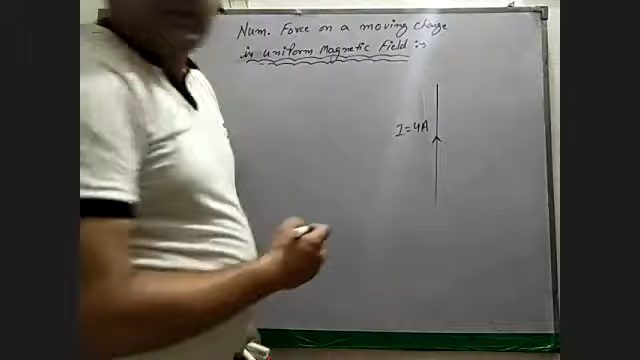 Num. Force on a moving charge
in uniform Magnetic Field :-
I=4A